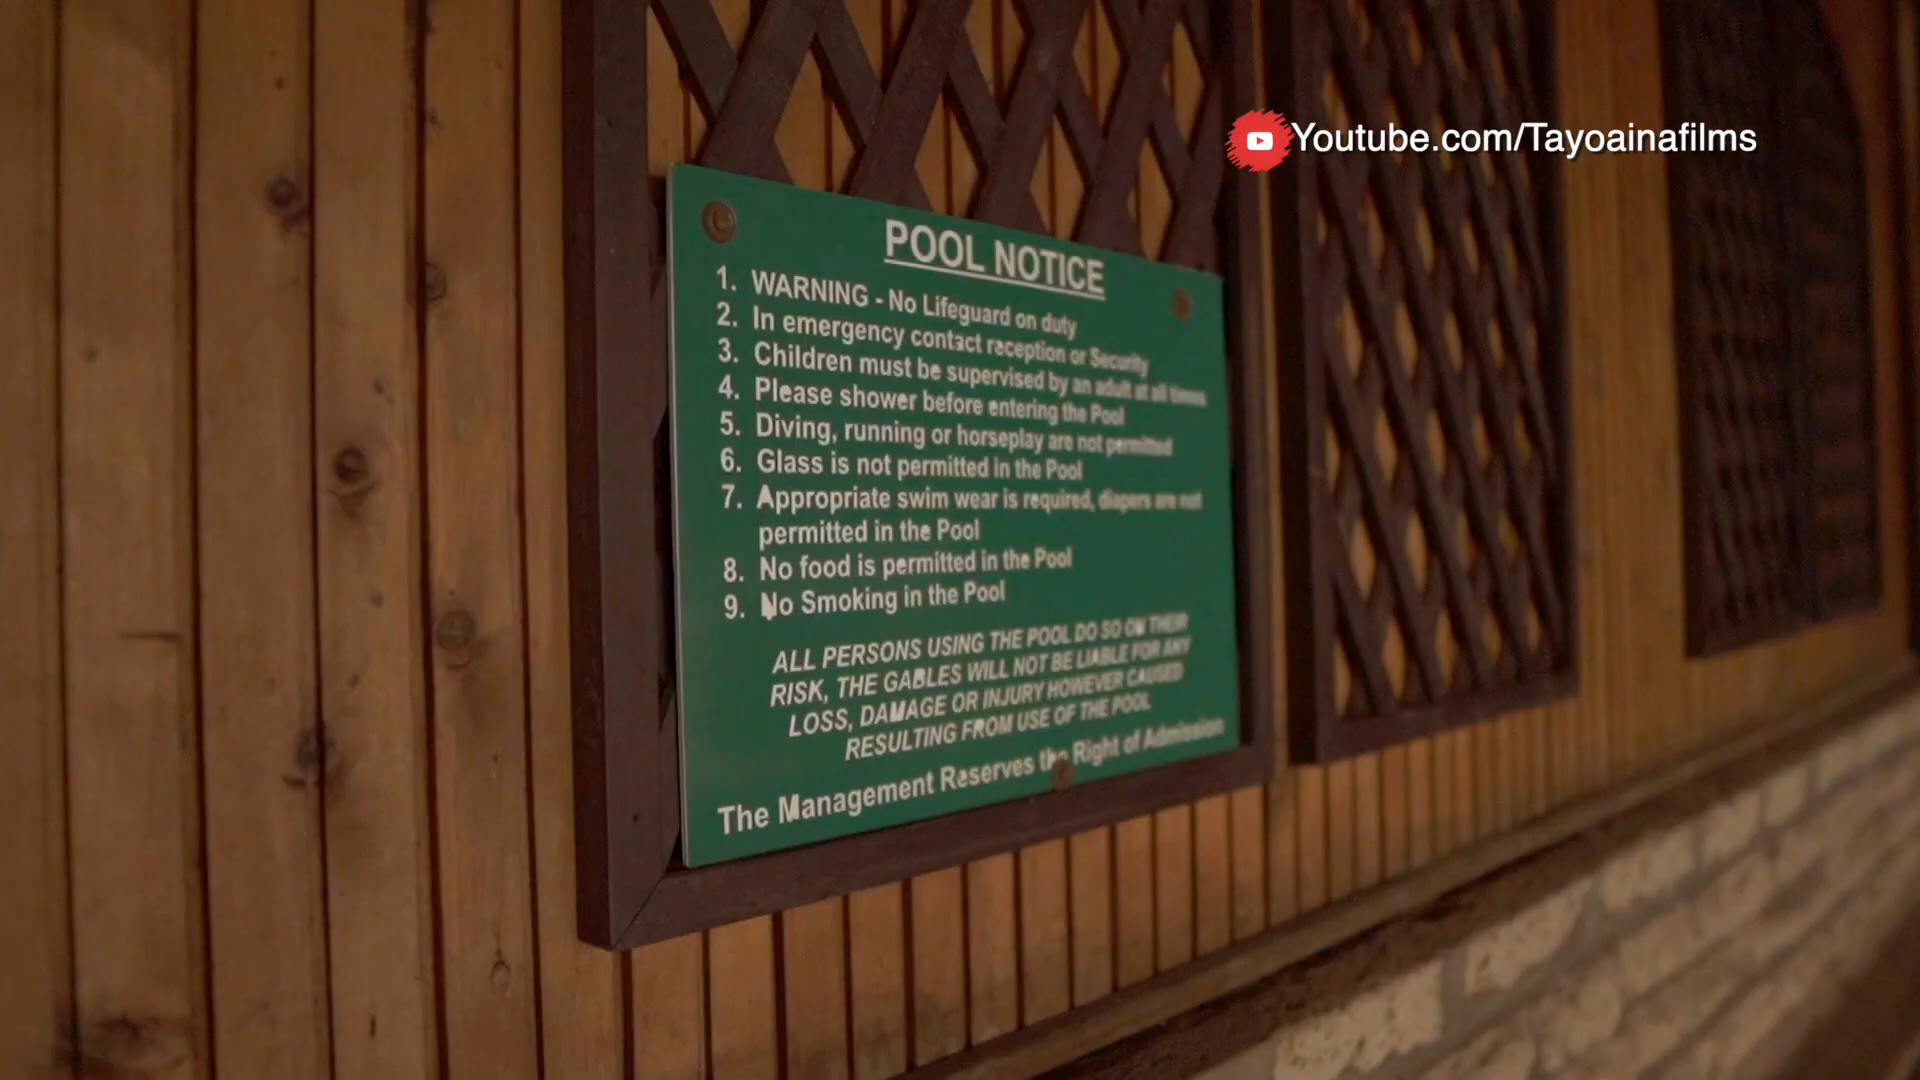 Youtube.com/Tayoainafilms
POOL NOTICE
1. WARNING - No Lifeguard on duty
2. In emergency contact reception or Security
3. Children must be supervised by an adult at all times
4. Please shower before entering the Pool
5. Diving, running or horseplay are not permitted
6. Glass is not permitted in the Pool
7. Appropriate swim wear is required, diapers are not
permitted in the Pool
8. No food is permitted in the Pool
9. No Smoking in the Pool
ALL PERSONS USING THE POOL DO SO ON THEIR
RISK, THE GABLES WILL NOT BE LIABLE FOR ANY
LOSS, DAMAGE OR INJURY HOWEVER CAUSED
RESULTING FROM USE OF THE POOL
The Management Reserves the Right of Admission